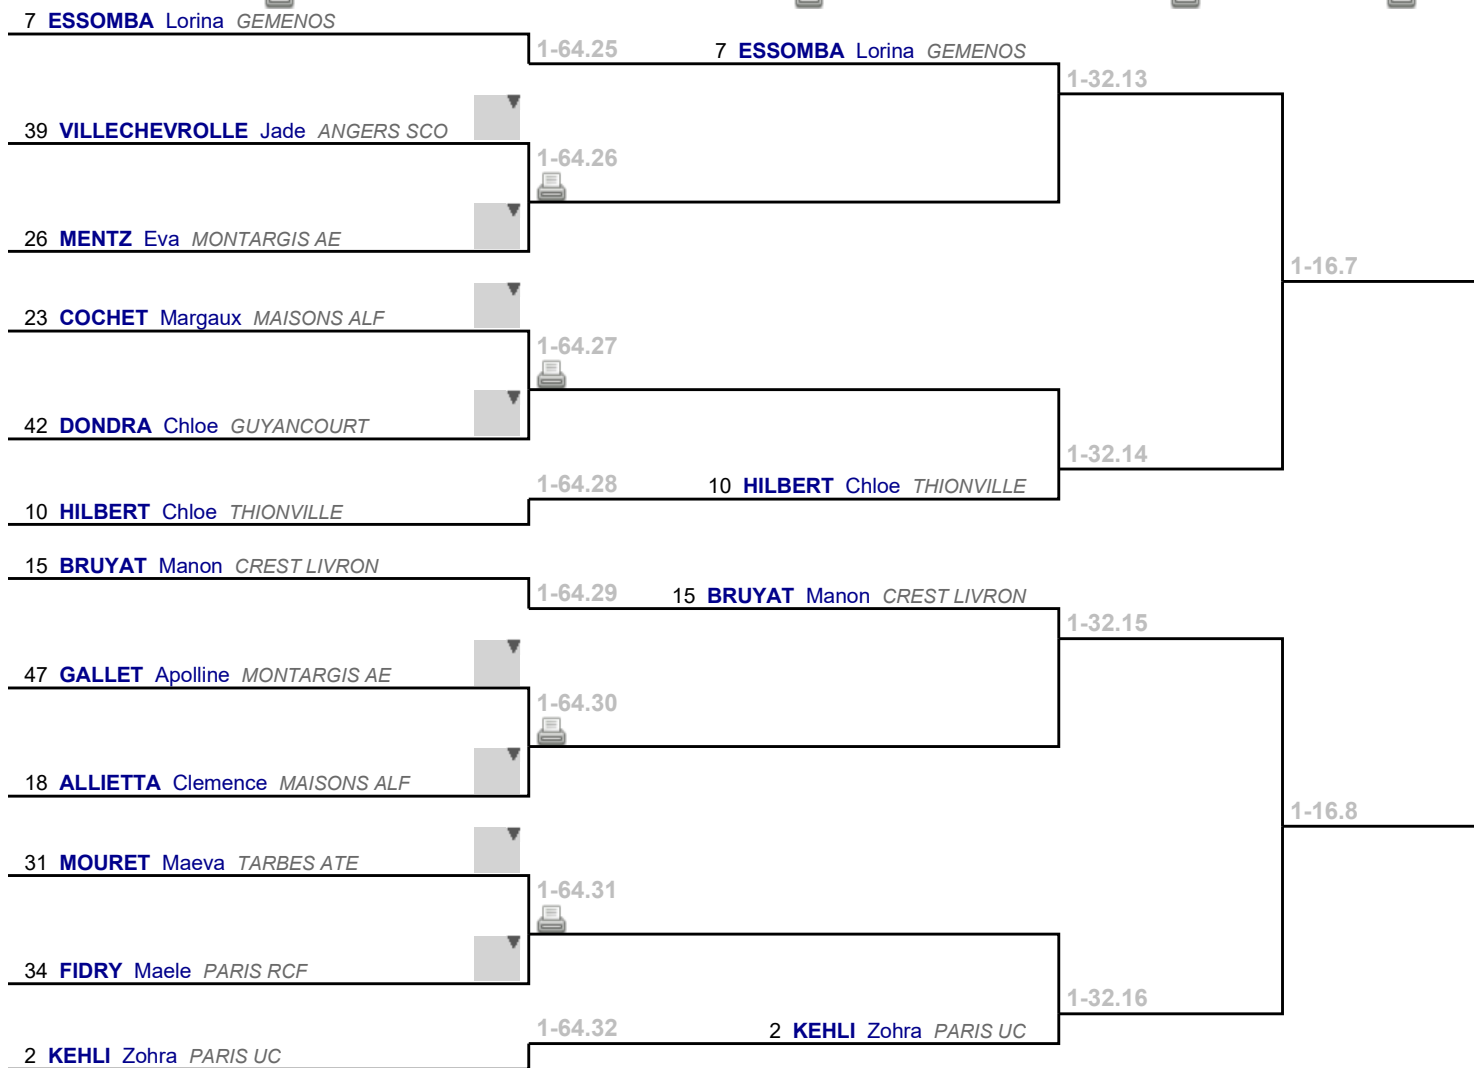 7 ESSOMBA Lorina GEMENOS
1-64.25
7 ESSOMBA Lorina GEMENOS
1-32.13
39 VILLECHEVROLLE Jade ANGERS SCO
1-64.26
26 MENTZ Eva MONTARGIS AE
1-16.7
23 COCHET Margaux MAISONS ALF
1-64.27
42 DONDRA Chloe GUYANCOURT
1-32.14
1-64.28
10 HILBERT Chloe THIONVILLE
10 HILBERT Chloe THIONVILLE
15 BRUYAT Manon CREST LIVRON
1-64.29
15 BRUYAT Manon CREST LIVRON
1-32.15
47 GALLET Apolline MONTARGIS AE
1-64.30
18 ALLIETTA Clemence MAISONS ALF
1-16.8
31 MOURET Maeva TARBES ATE
1-64.31
34 FIDRY Maele PARIS RCF
1-32.16
1-64.32
2 KEHLI Zohra PARIS UC
2 KEHLI Zohra PARIS UC